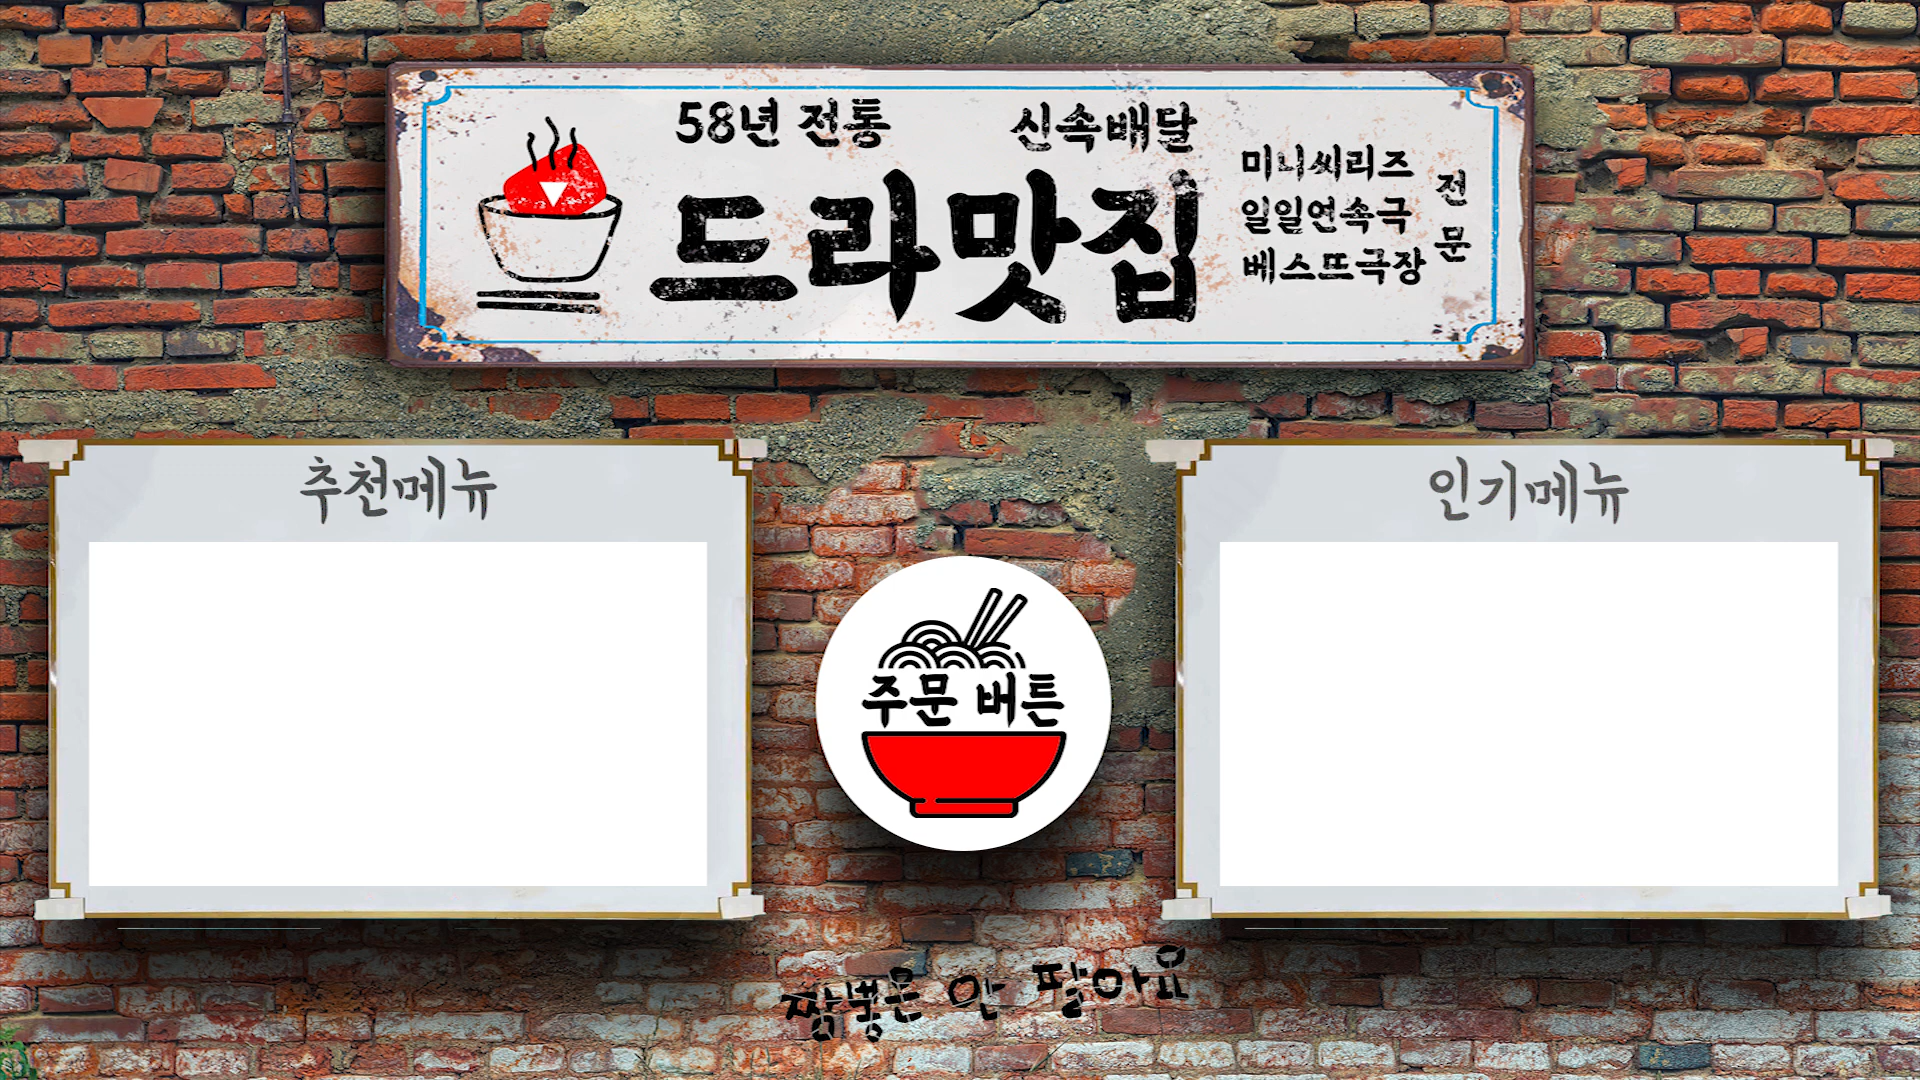 58년 전통 신속배달
드라맛집
미니씨리즈
일일연속극
베스뜨극장
전문
추천메뉴
인기메뉴
주문 버튼
짬뽕은 안 팔아요